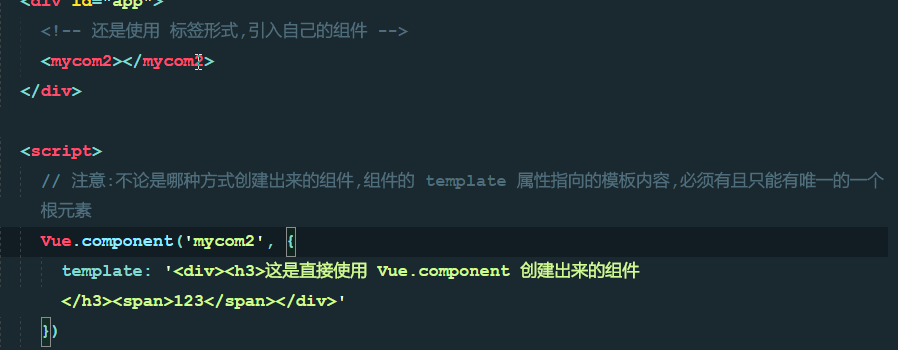 <div id="app">
<!-- 还是使用 标签形式,引入自己的组件 -->
<mycom2></mycom2>
</div>
<script>
// 注意:不论是哪种方式创建出来的组件,组件的 template 属性指向的模板内容,必须有且只能有唯一的一个
根元素
Vue.component('mycom2', {
template: '<div><h3>这是直接使用 Vue.component 创建出来的组件
</h3><span>123</span></div>'
})